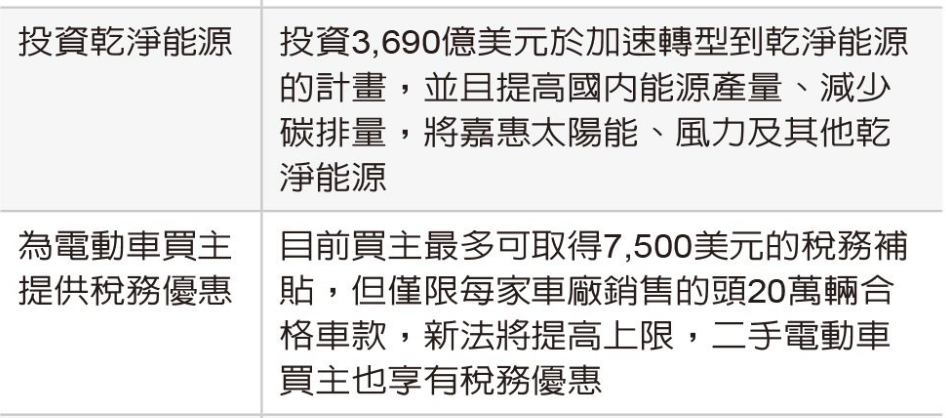 投資乾淨能源
投資3,690億美元於加速轉型到乾淨能源
的計畫，並且提高國內能源產量、減少
碳排量，將嘉惠太陽能、風力及其他乾
淨能源
為電動車買主
提供稅務優惠
目前買主最多可取得7,500美元的稅務補
貼，但僅限每家車廠銷售的頭20萬輛合
格車款，新法將提高上限，二手電動車
買主也享有稅務優惠